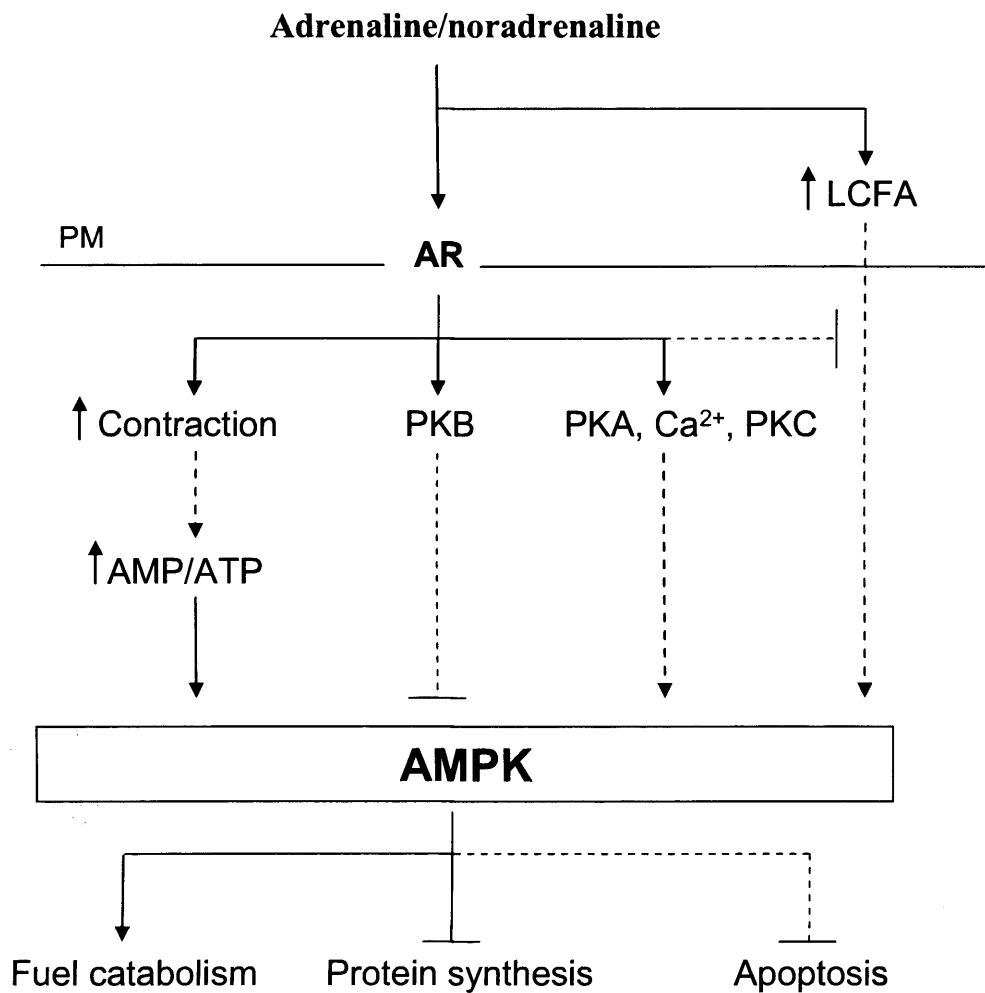 Adrenaline/noradrenaline
↑ LCFA
PM
AR
↑ Contraction
PKB
PKA, Ca²⁺, PKC
↑ AMP/ATP
AMPK
Fuel catabolism
Protein synthesis
Apoptosis